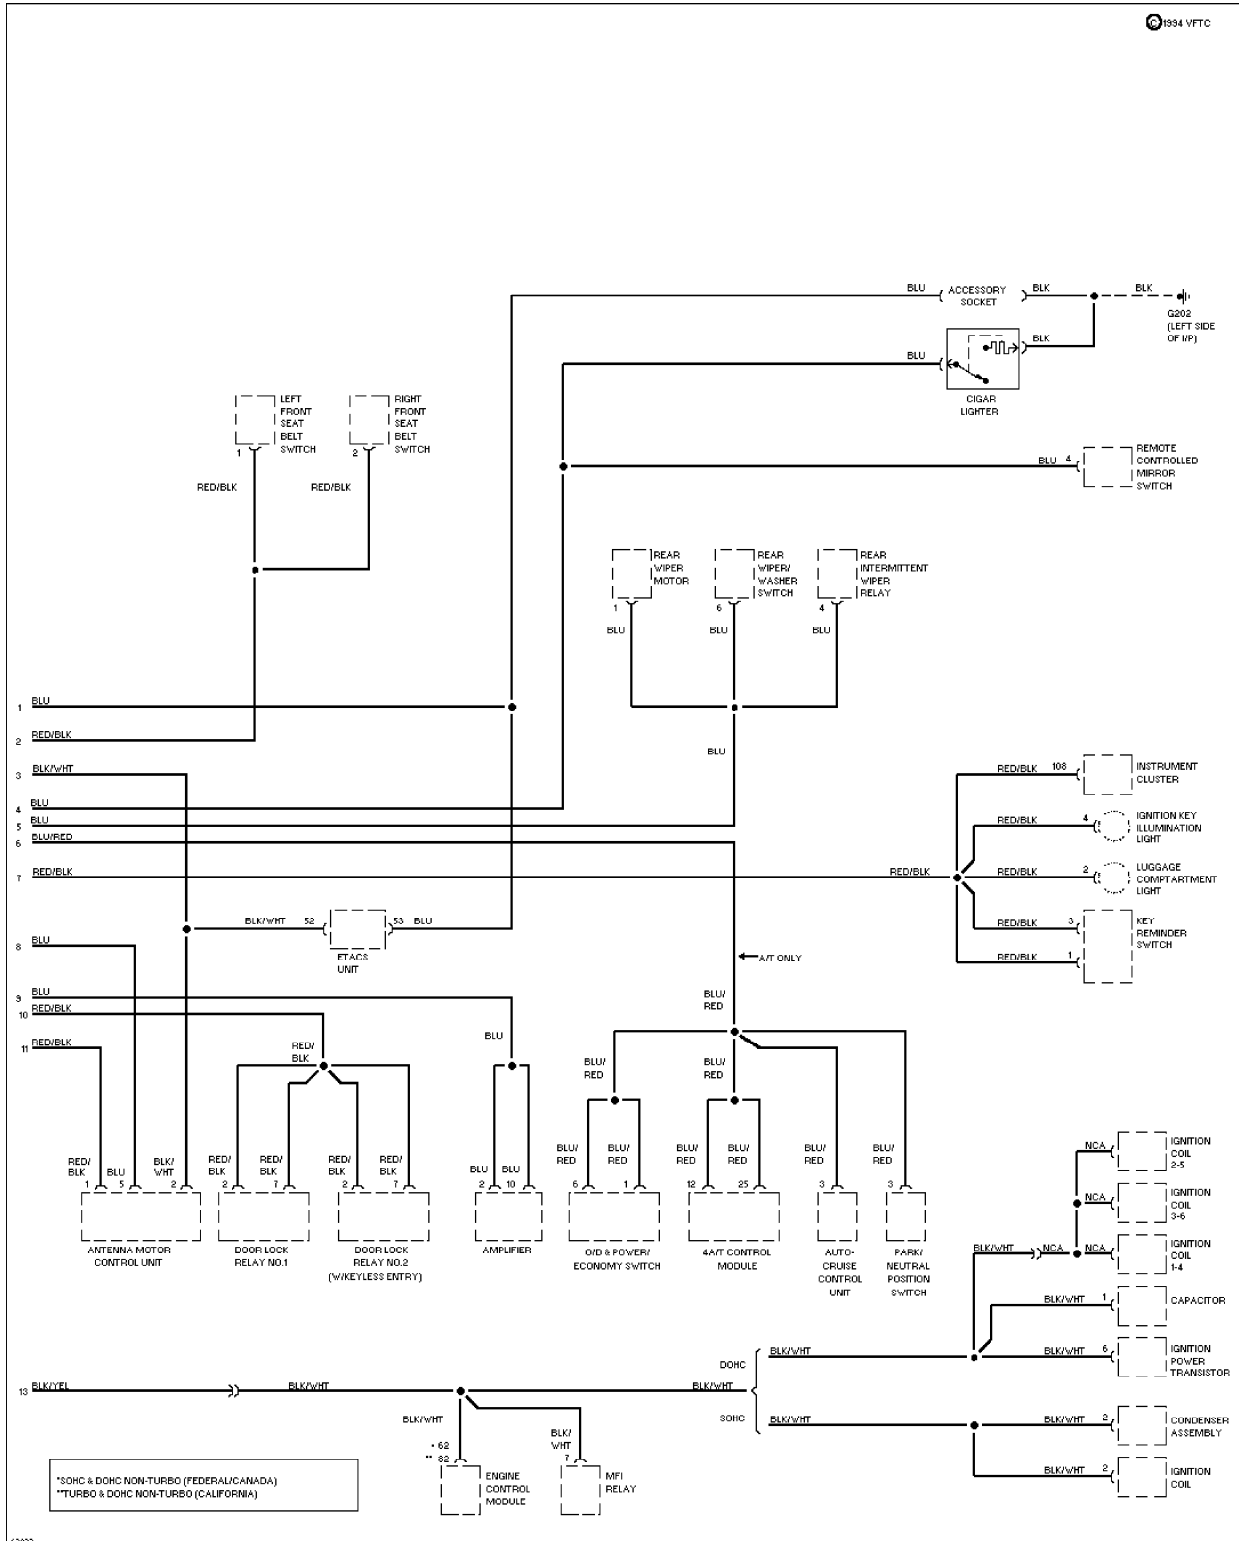 © 1994 VFTC
BLU
ACCESSORY
SOCKET
BLK
BLK
G202
(LEFT SIDE
OF I/P)
BLU
BLK
CIGAR
LIGHTER
LEFT
FRONT
SEAT
BELT
SWITCH
1
RIGHT
FRONT
SEAT
BELT
SWITCH
2
RED/BLK
RED/BLK
BLU 4
REMOTE
CONTROLLED
MIRROR
SWITCH
REAR
WIPER
MOTOR
1
BLU
REAR
WIPER/
WASHER
SWITCH
6
BLU
REAR
INTERMITTENT
WIPER
RELAY
4
BLU
BLU
1 BLU
2 RED/BLK
3 BLK/WHT
4 BLU
5 BLU
6 BLU/RED
7 RED/BLK
RED/BLK
RED/BLK 108
INSTRUMENT
CLUSTER
RED/BLK 4
IGNITION KEY
ILLUMINATION
LIGHT
RED/BLK 2
LUGGAGE
COMPTARTMENT
LIGHT
RED/BLK 3
KEY
REMINDER
SWITCH
RED/BLK 1
BLK/WHT 52
53 BLU
ETACS
UNIT
8 BLU
9 BLU
10 RED/BLK
11 RED/BLK
A/T ONLY
BLU/
RED
BLU
RED/
BLK
BLU/
RED
BLU/
RED
RED/
BLK
1
BLU
5
BLK/
WHT
2
ANTENNA MOTOR
CONTROL UNIT
RED/
BLK
2
RED/
BLK
7
DOOR LOCK
RELAY NO.1
RED/
BLK
2
RED/
BLK
7
DOOR LOCK
RELAY NO.2
(W/KEYLESS ENTRY)
BLU BLU
2 10
AMPLIFIER
BLU/
RED
6
BLU/
RED
1
O/D & POWER/
ECONOMY SWITCH
BLU/
RED
12
BLU/
RED
25
4A/T CONTROL
MODULE
BLU/
RED
3
AUTO-
CRUISE
CONTROL
UNIT
BLU/
RED
3
PARK/
NEUTRAL
POSITION
SWITCH
NCA
IGNITION
COIL
2-5
NCA
IGNITION
COIL
3-6
BLK/WHT NCA NCA
IGNITION
COIL
1-4
BLK/WHT 1
CAPACITOR
BLK/WHT 6
IGNITION
POWER
TRANSISTOR
DOHC
BLK/WHT
13 BLK/YEL
BLK/WHT
BLK/WHT
SOHC
BLK/WHT
BLK/WHT 2
CONDENSER
ASSEMBLY
BLK/WHT 2
IGNITION
COIL
BLK/WHT
* 62
** 82
ENGINE
CONTROL
MODULE
BLK/
WHT
7
MFI
RELAY
*SOHC & DOHC NON-TURBO (FEDERAL/CANADA)
**TURBO & DOHC NON-TURBO (CALIFORNIA)